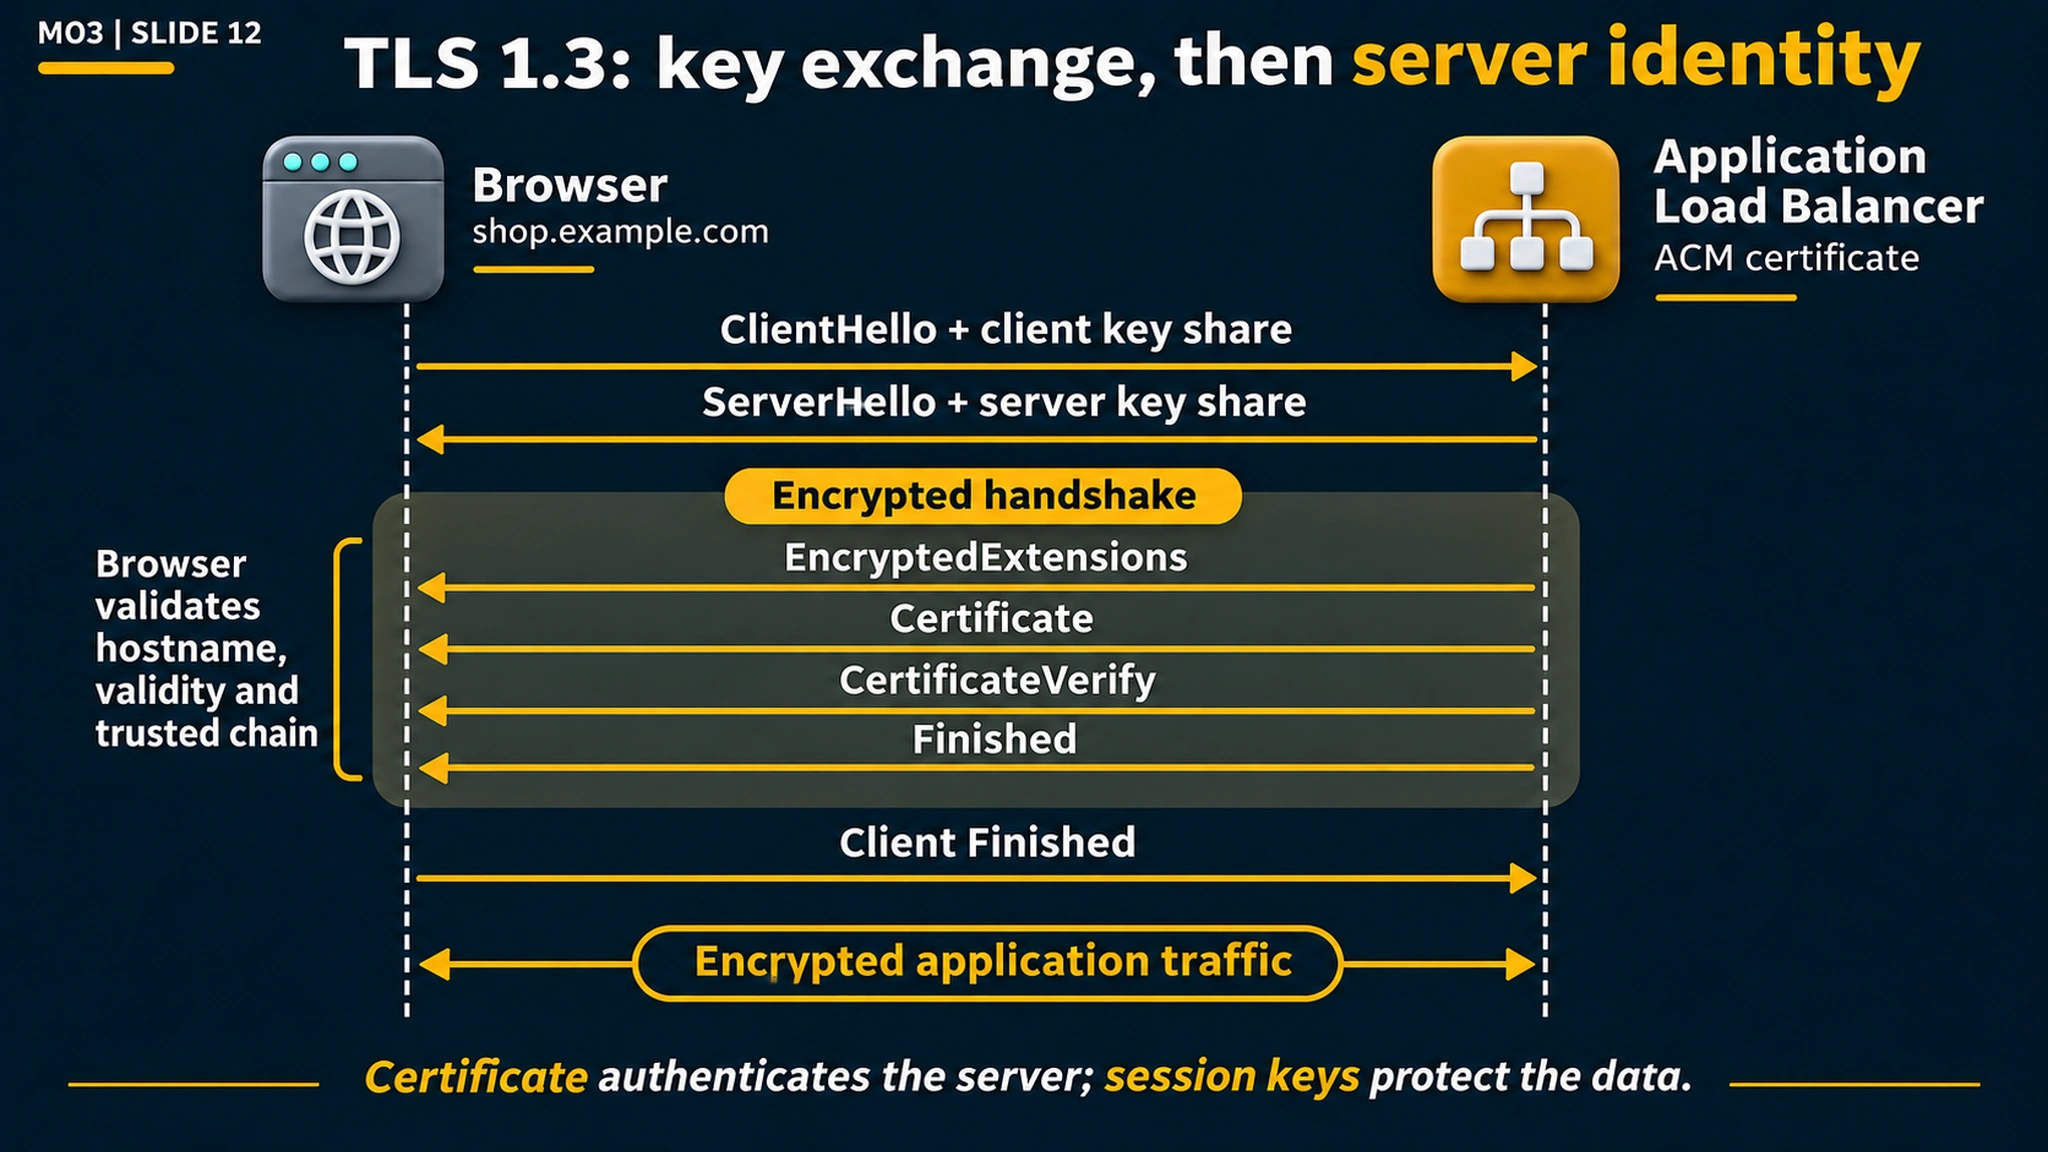 M03 | SLIDE 12
TLS 1.3: key exchange, then server identity
Browser
shop.example.com
Application
Load Balancer
ACM certificate
ClientHello + client key share
ServerHello + server key share
Encrypted handshake
EncryptedExtensions
Certificate
CertificateVerify
Finished
Browser
validates
hostname,
validity and
trusted chain
Client Finished
Encrypted application traffic
Certificate authenticates the server; session keys protect the data.